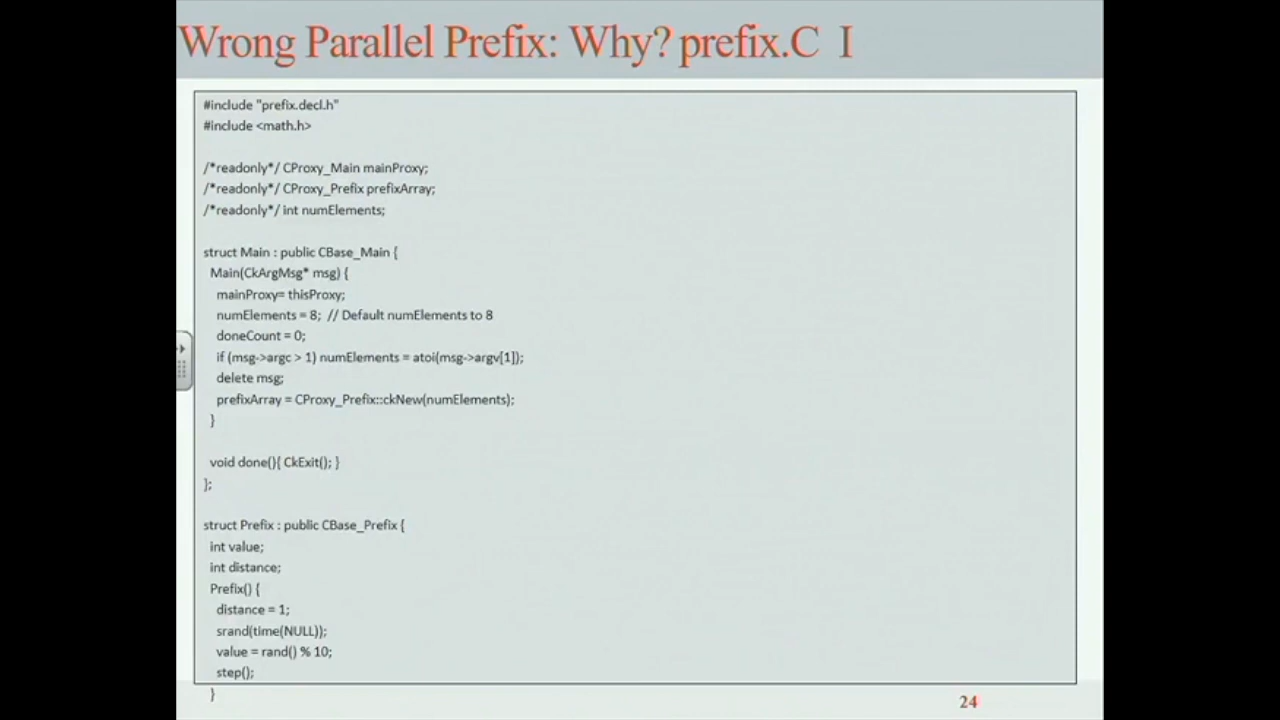 Wrong Parallel Prefix: Why? prefix.C I
#include "prefix.decl.h"
#include <math.h>
/*readonly*/ CProxy_Main mainProxy;
/*readonly*/ CProxy_Prefix prefixArray;
/*readonly*/ int numElements;
struct Main : public CBase_Main {
Main(CkArgMsg* msg) {
mainProxy= thisProxy;
numElements = 8; // Default numElements to 8
doneCount = 0;
if (msg->argc > 1) numElements = atoi(msg->argv[1]);
delete msg;
prefixArray = CProxy_Prefix::ckNew(numElements);
}
void done(){ CkExit(); }
};
struct Prefix : public CBase_Prefix {
int value;
int distance;
Prefix() {
distance = 1;
srand(time(NULL));
value = rand() % 10;
step();
}
24